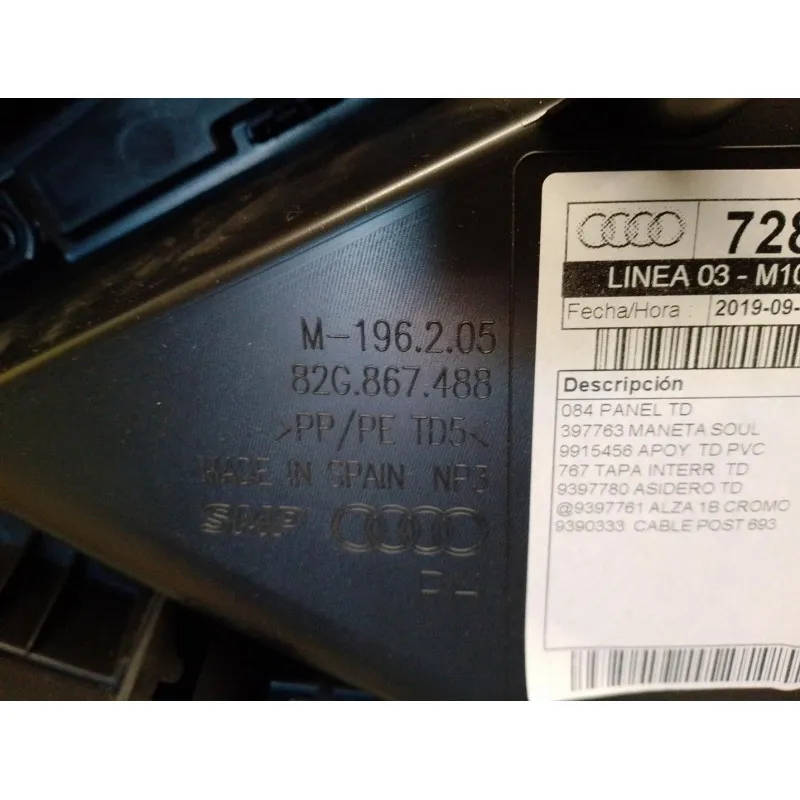 M-196.2.05
82G.867.488
>PP/PE TD5<
MADE IN SPAIN NP3
SMP
728
LINEA 03 - M10
Fecha/Hora : 2019-09-
Descripción
084 PANEL TD
397763 MANETA SOUL
9915456 APOY TD PVC
767 TAPA INTERR TD
9397780 ASIDERO TD
@9397761 ALZA 1B CROMO
9390333 CABLE POST 693